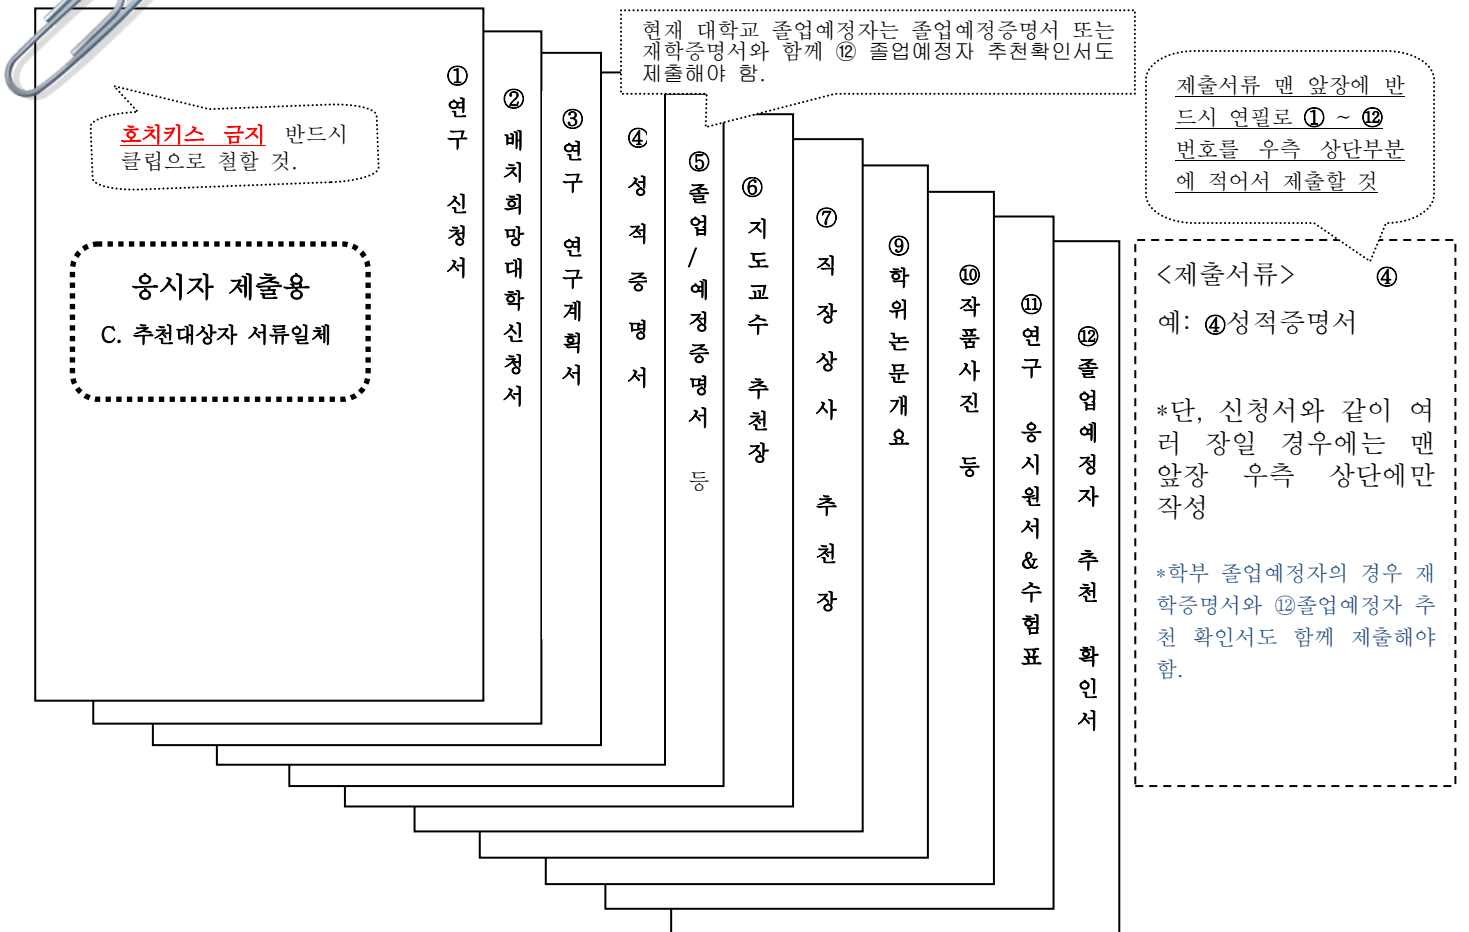 현재 대학교 졸업예정자는 졸업예정증명서 또는
재학증명서와 함께 ⑫ 졸업예정자 추천확인서도
제출해야 함.
호치키스 금지 반드시
클립으로 철할 것.
응시자 제출용
C. 추천대상자 서류일체
①연구 신청서
②배치희망대학신청서
③연구 연구계획서
④성적증명서
⑤졸업/예정증명서 등
⑥지도교수 추천장
⑦직장상사 추천장
⑨학위논문개요
⑩작품사진 등
⑪연구 응시원서&수험표
⑫졸업예정자 추천 확인서
제출서류 맨 앞장에 반
드시 연필로 ① ~ ⑫
번호를 우측 상단부분
에 적어서 제출할 것
<제출서류> ④
예: ④성적증명서
*단, 신청서와 같이 여
러 장일 경우에는 맨
앞장 우측 상단에만
작성
*학부 졸업예정자의 경우 재
학증명서와 ⑫졸업예정자 추
천 확인서도 함께 제출해야
함.